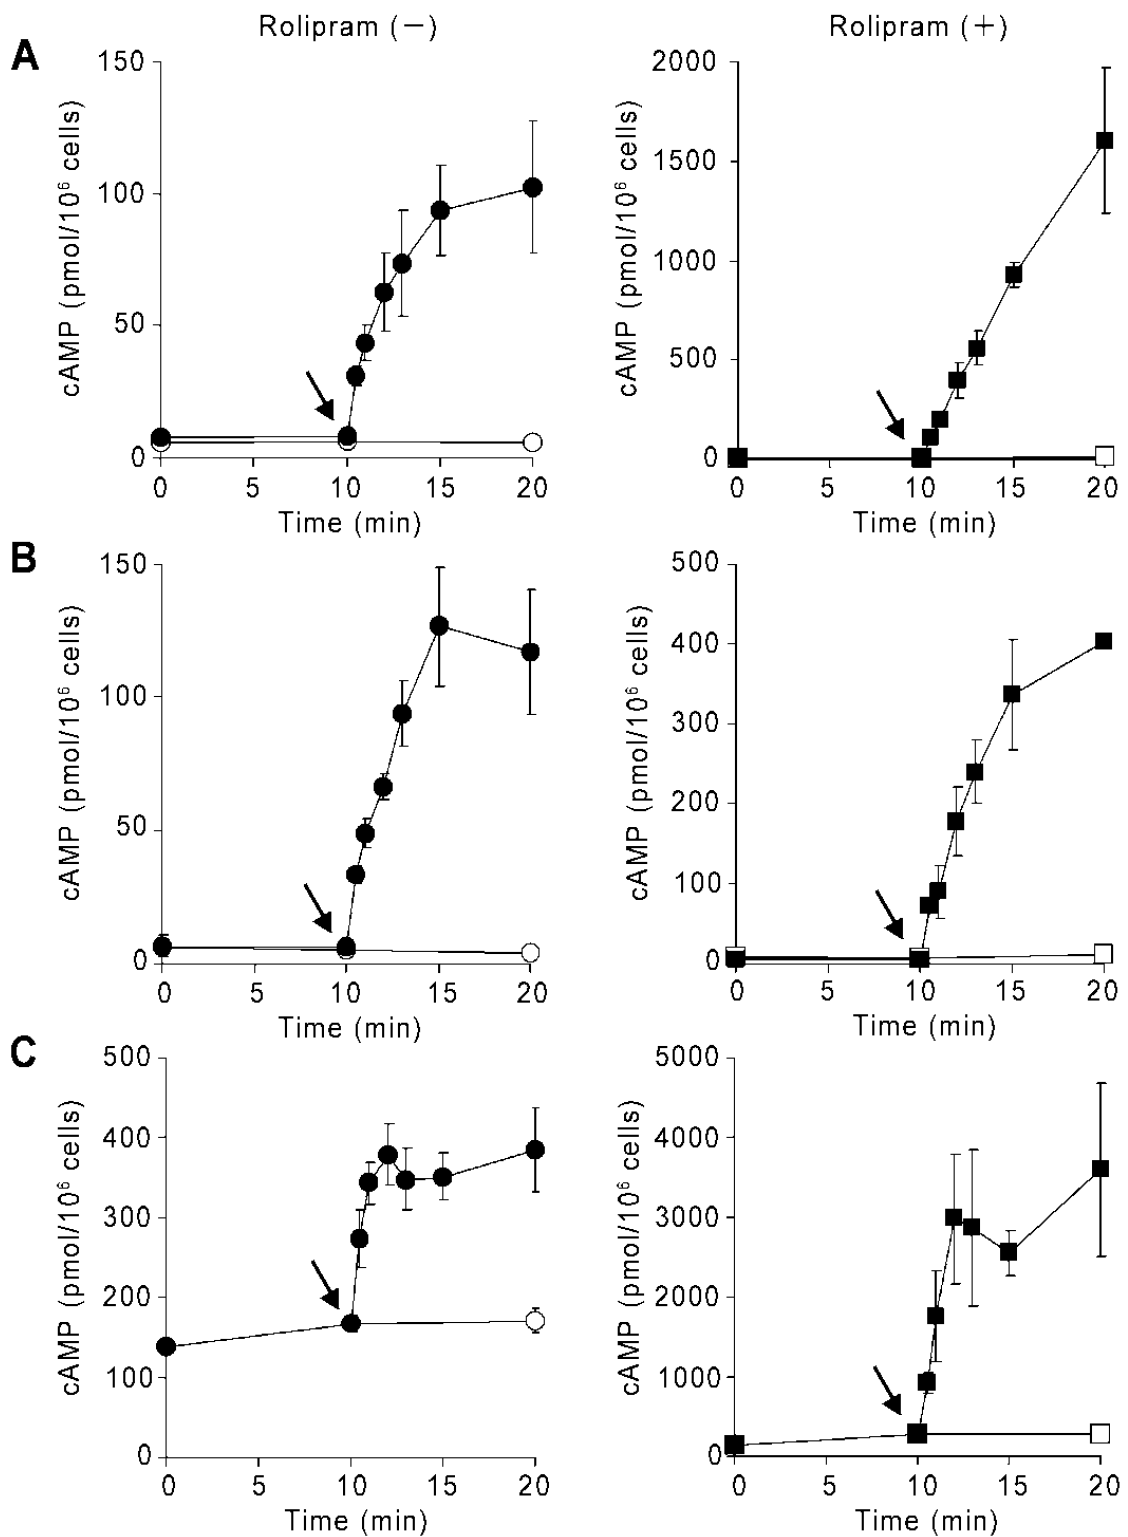 Rolipram (−) Rolipram (+)
A
cAMP (pmol/10⁶ cells)
150
100
50
0
0 5 10 15 20
Time (min)
cAMP (pmol/10⁶ cells)
2000
1500
1000
500
0
0 5 10 15 20
Time (min)
B
cAMP (pmol/10⁶ cells)
150
100
50
0
0 5 10 15 20
Time (min)
cAMP (pmol/10⁶ cells)
500
400
300
200
100
0
0 5 10 15 20
Time (min)
C
cAMP (pmol/10⁶ cells)
500
400
300
200
100
0
0 5 10 15 20
Time (min)
cAMP (pmol/10⁶ cells)
5000
4000
3000
2000
1000
0
0 5 10 15 20
Time (min)